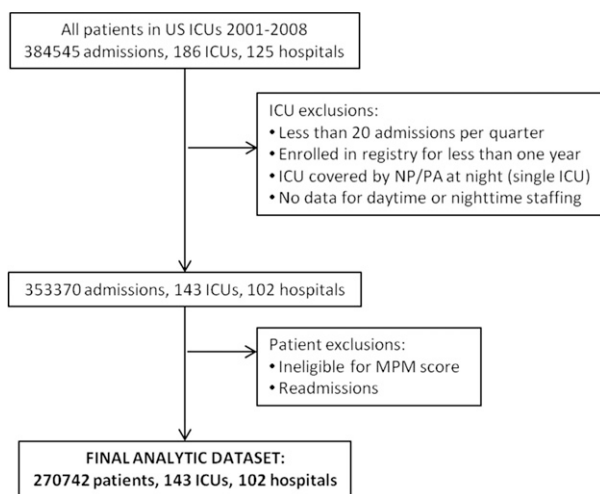 All patients in US ICUs 2001-2008
384545 admissions, 186 ICUs, 125 hospitals
ICU exclusions:
• Less than 20 admissions per quarter
• Enrolled in registry for less than one year
• ICU covered by NP/PA at night (single ICU)
• No data for daytime or nighttime staffing
353370 admissions, 143 ICUs, 102 hospitals
Patient exclusions:
• Ineligible for MPM score
• Readmissions
FINAL ANALYTIC DATASET:
270742 patients, 143 ICUs, 102 hospitals